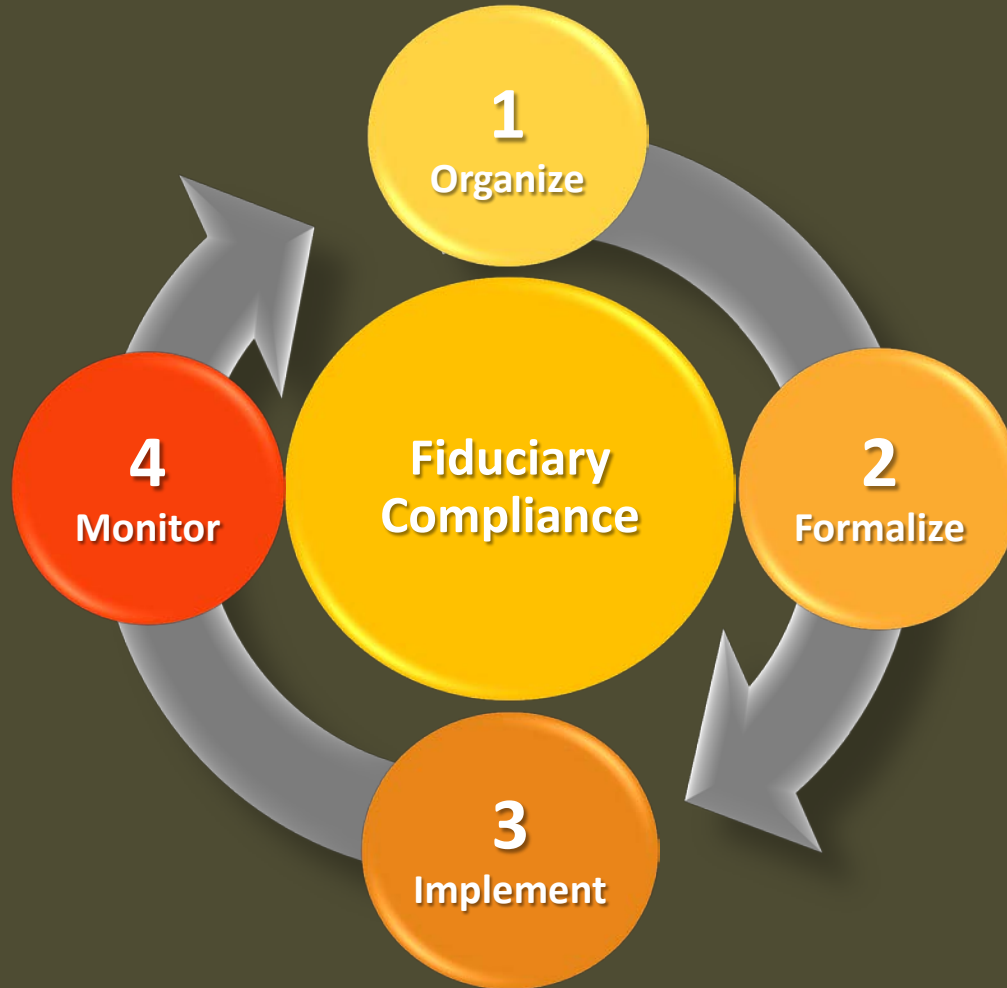 1
Organize
2
Formalize
3
Implement
4
Monitor
Fiduciary
Compliance